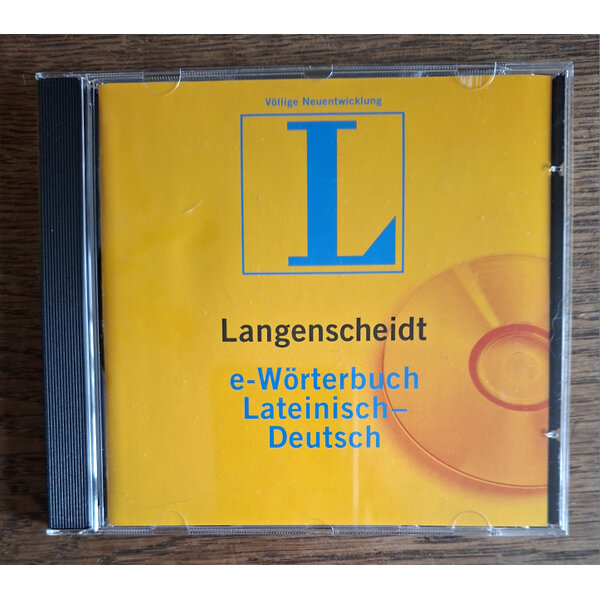 Völlige Neuentwicklung
L
Langenscheidt
e-Wörterbuch
Lateinisch–
Deutsch